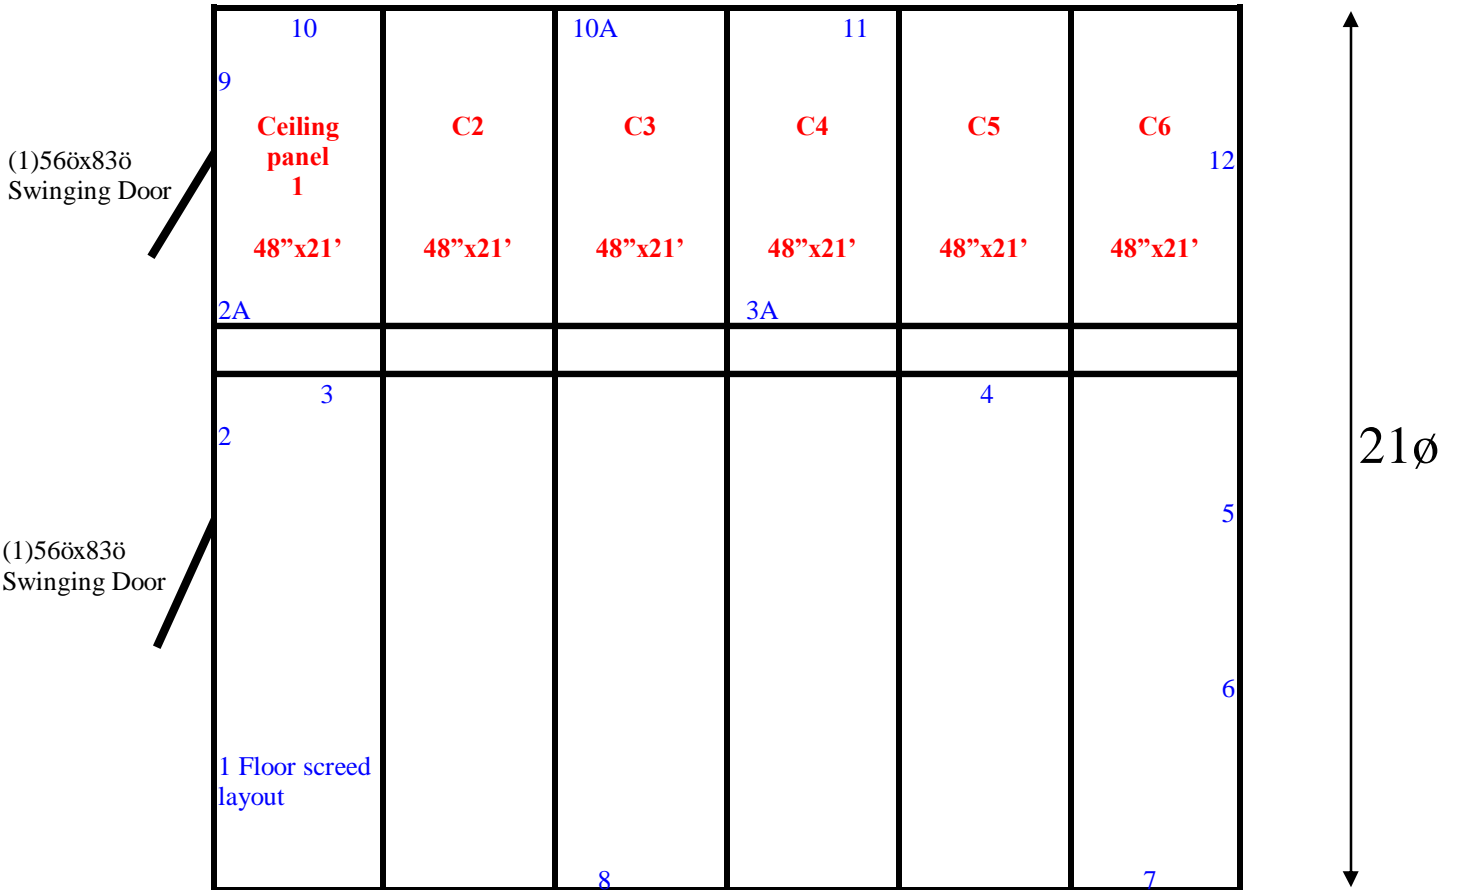 10 10A 11
9
Ceiling
panel
1
C2 C3 C4 C5 C6
12
(1)56öx83ö
Swinging Door
48”x21’ 48”x21’ 48”x21’ 48”x21’ 48”x21’ 48”x21’
2A 3A
3 4
2
21ø
5
(1)56öx83ö
Swinging Door
6
1 Floor screed
layout
8 7